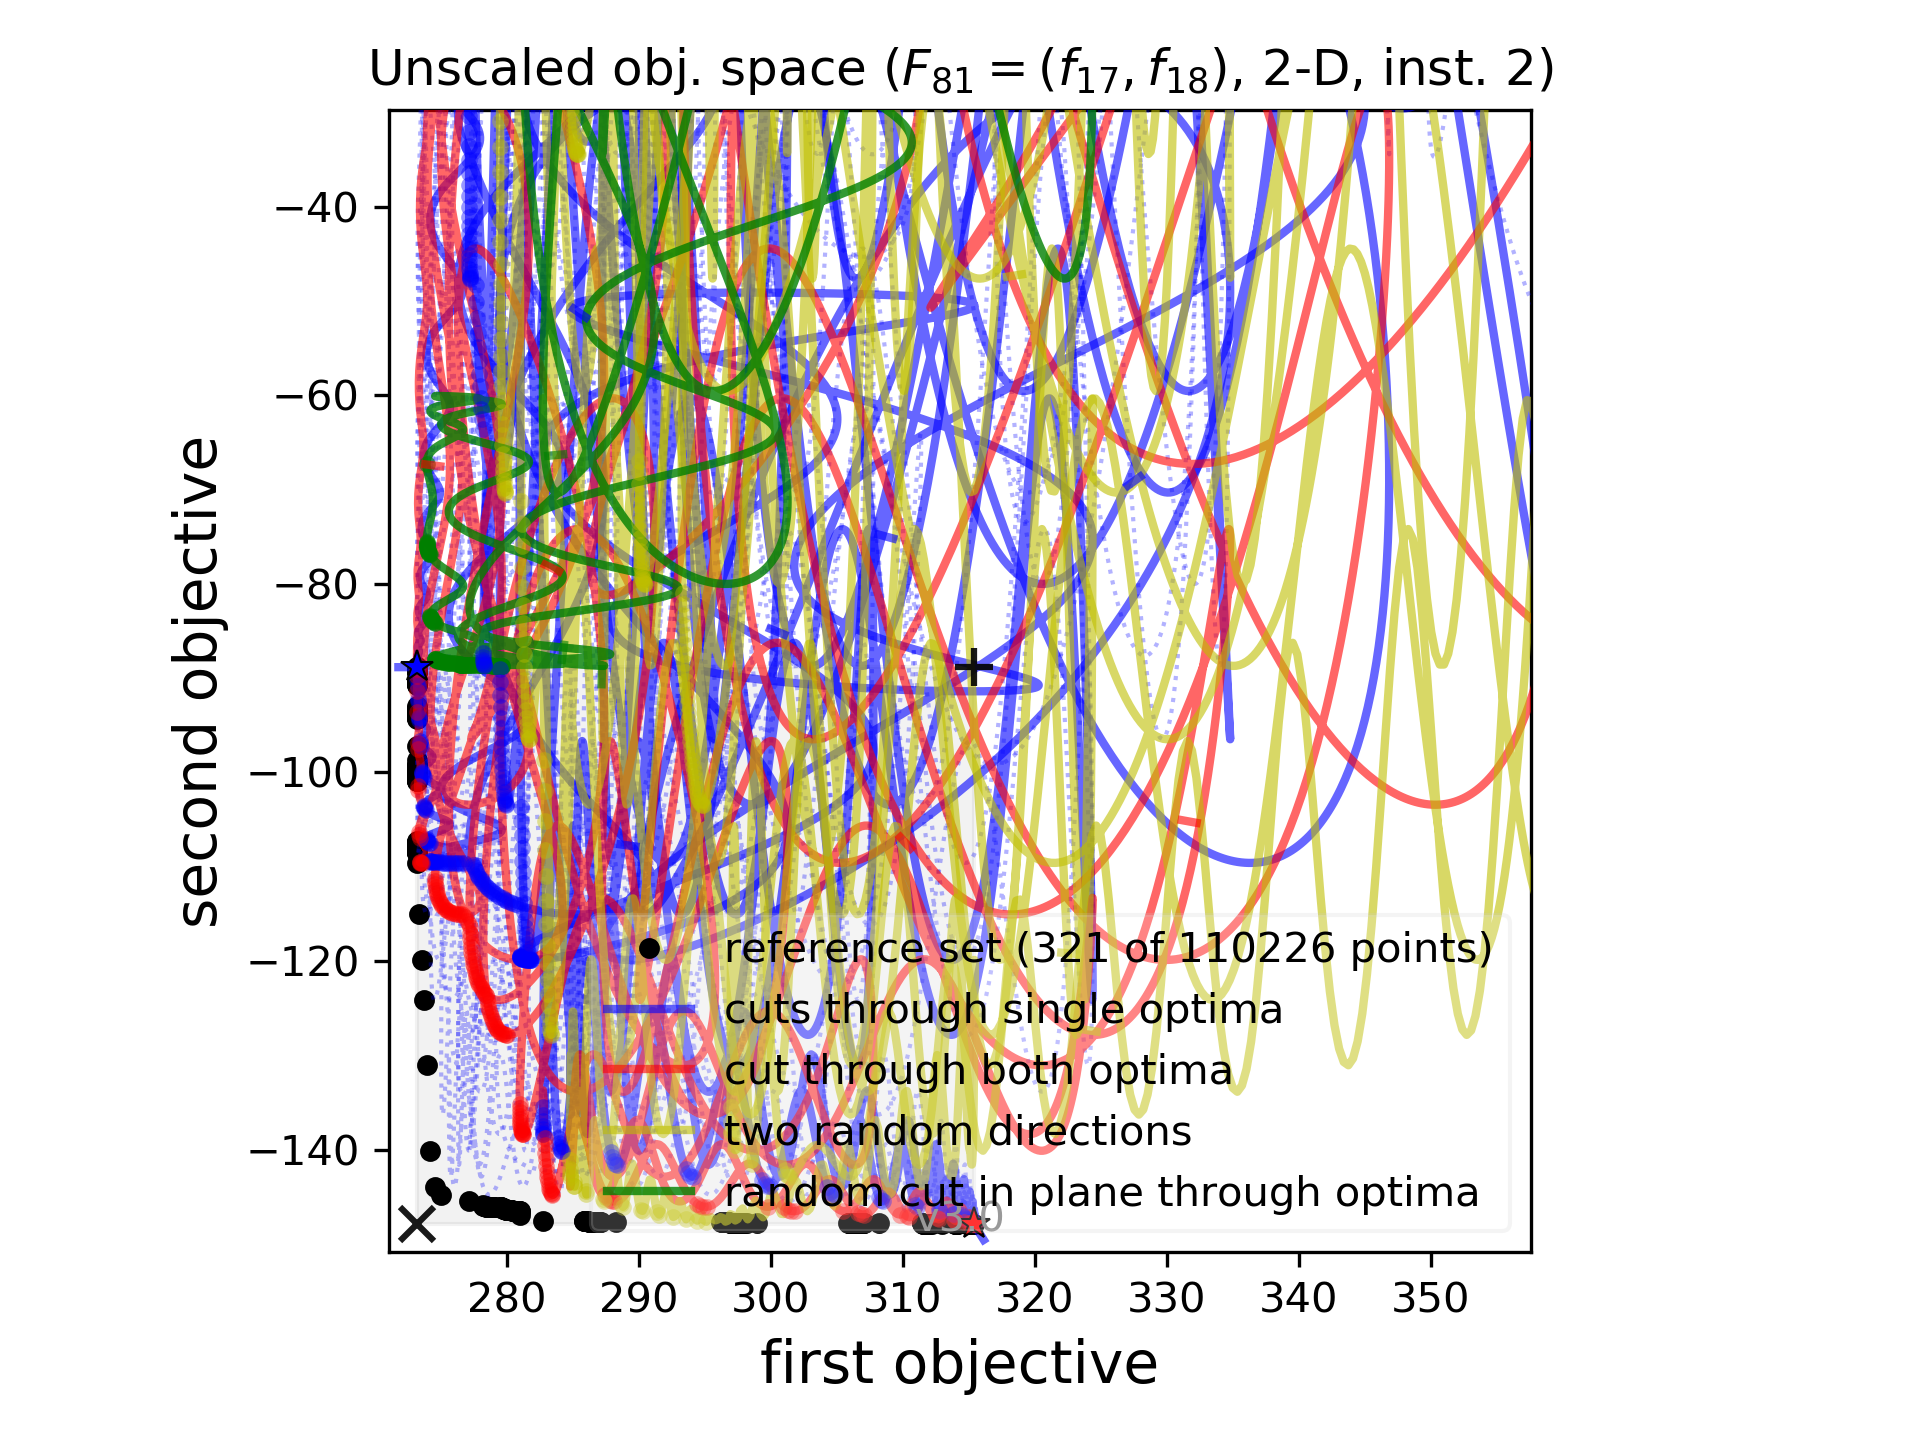 Unscaled obj. space (F81 = (f17, f18), 2-D, inst. 2)
second objective
−40
−60
−80
−100
−120
−140
reference set (321 of 110226 points)
cuts through single optima
cut through both optima
two random directions
random cut in plane through optima
v3.0
280 290 300 310 320 330 340 350
first objective